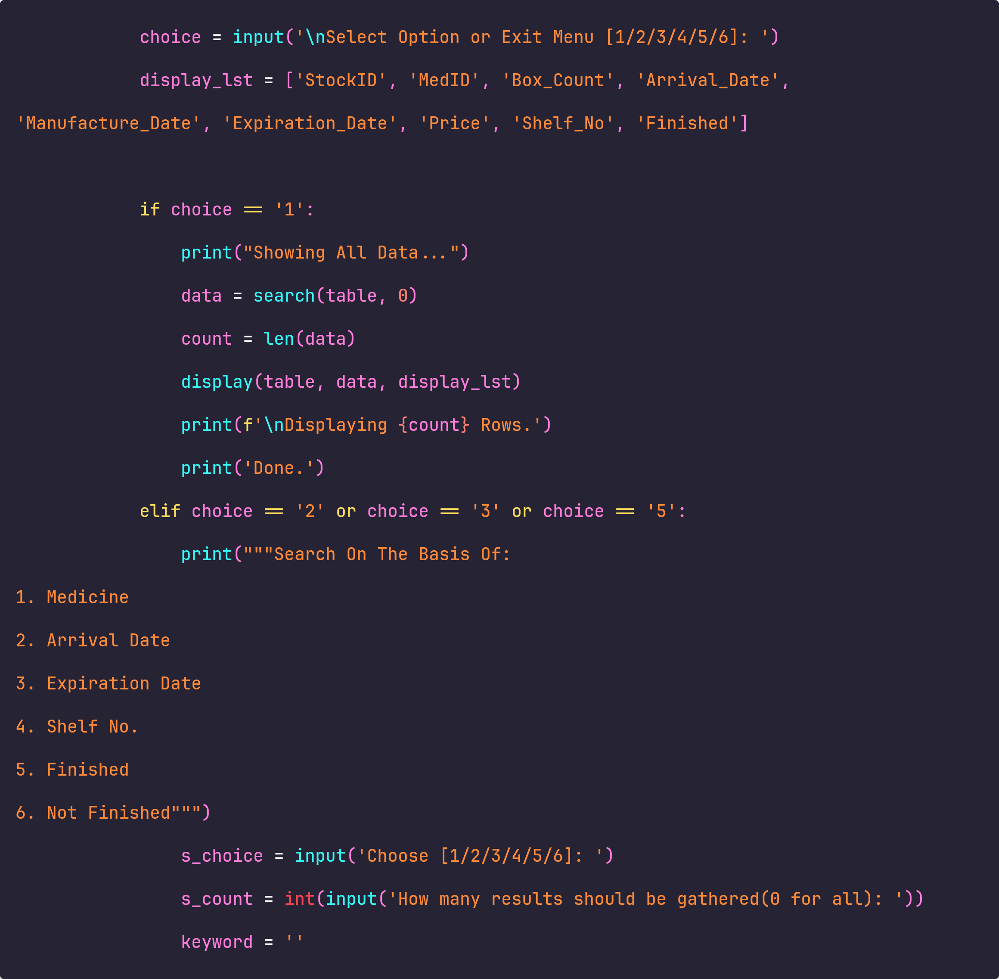 choice = input('\nSelect Option or Exit Menu [1/2/3/4/5/6]: ')
display_lst = ['StockID', 'MedID', 'Box_Count', 'Arrival_Date',
'Manufacture_Date', 'Expiration_Date', 'Price', 'Shelf_No', 'Finished']
if choice == '1':
print("Showing All Data...")
data = search(table, 0)
count = len(data)
display(table, data, display_lst)
print(f'\nDisplaying {count} Rows.')
print('Done.')
elif choice == '2' or choice == '3' or choice == '5':
print("""Search On The Basis Of:
1. Medicine
2. Arrival Date
3. Expiration Date
4. Shelf No.
5. Finished
6. Not Finished""")
s_choice = input('Choose [1/2/3/4/5/6]: ')
s_count = int(input('How many results should be gathered(0 for all): '))
keyword = ''